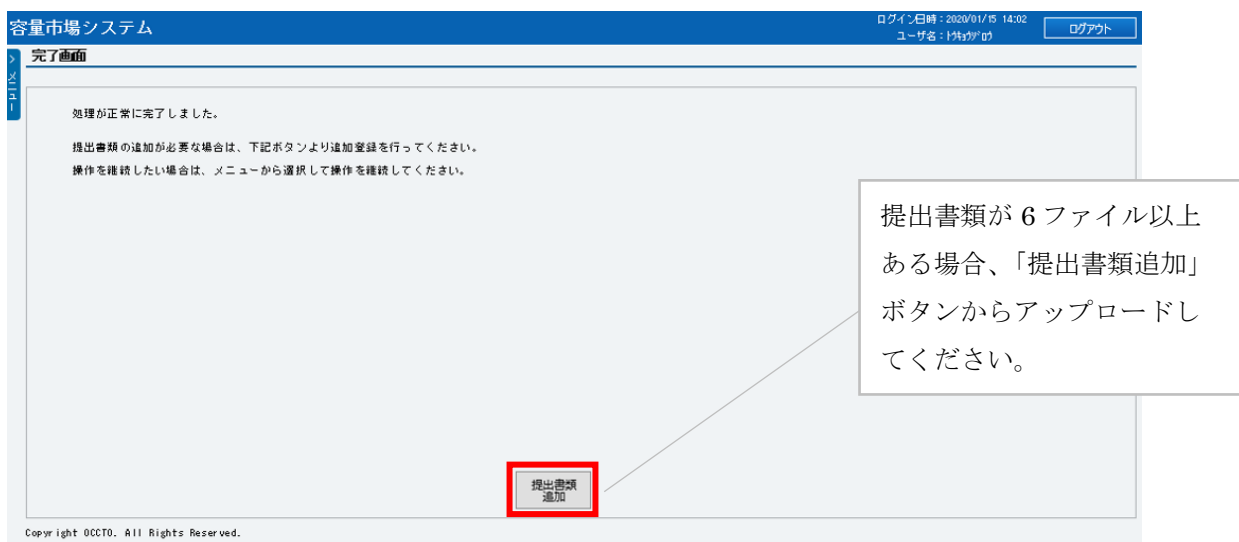 容量市場システム
ログイン日時：2020/01/15 14:02
ユーザ名：ﾄｳｷｮｳｼﾞﾛｳ
ログアウト
> メニュー
完了画面
処理が正常に完了しました。
提出書類の追加が必要な場合は、下記ボタンより追加登録を行ってください。
操作を継続したい場合は、メニューから選択して操作を継続してください。
提出書類が 6 ファイル以上
ある場合、「提出書類追加」
ボタンからアップロードし
てください。
提出書類
追加
Copyright OCCTO. All Rights Reserved.